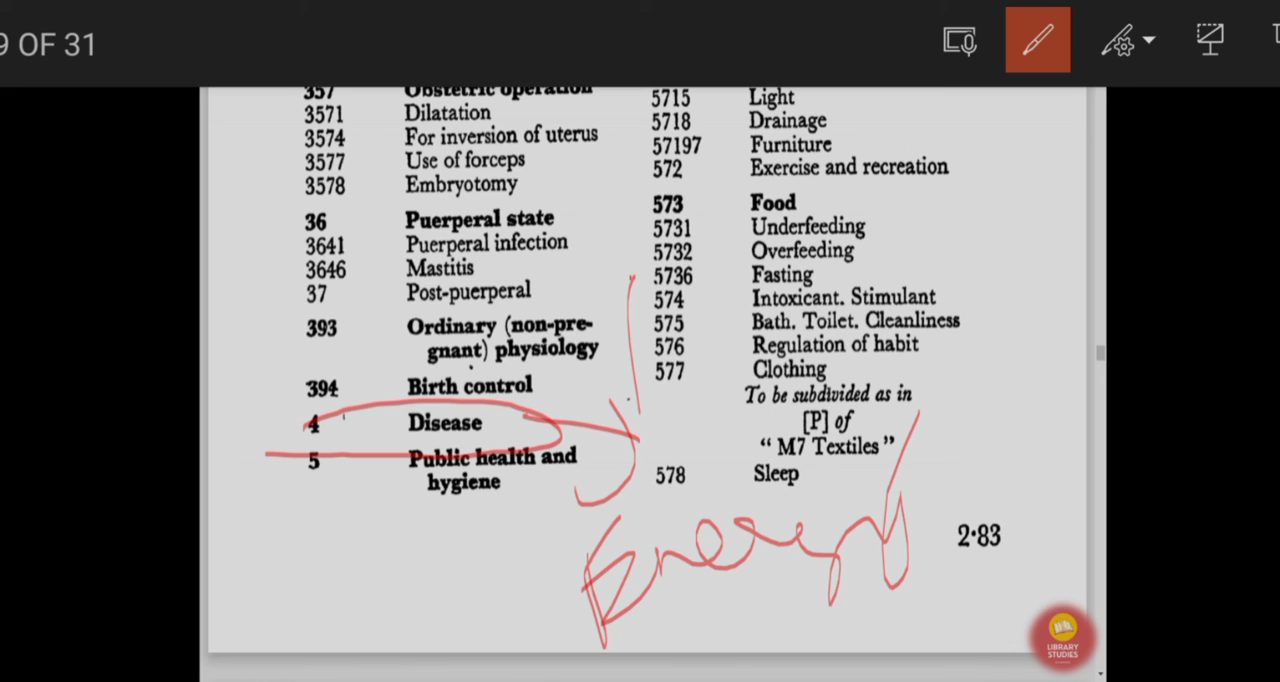 9 OF 31
357 Obstetric operation
3571 Dilatation
3574 For inversion of uterus
3577 Use of forceps
3578 Embryotomy
36 Puerperal state
3641 Puerperal infection
3646 Mastitis
37 Post-puerperal
393 Ordinary (non-pre-
gnant) physiology
394 Birth control
4 Disease
5 Public health and
hygiene
5715 Light
5718 Drainage
57197 Furniture
572 Exercise and recreation
573 Food
5731 Underfeeding
5732 Overfeeding
5736 Fasting
574 Intoxicant. Stimulant
575 Bath. Toilet. Cleanliness
576 Regulation of habit
577 Clothing
To be subdivided as in
[P] of
“ M7 Textiles ”
578 Sleep
Energy
2·83
LIBRARY
STUDIES